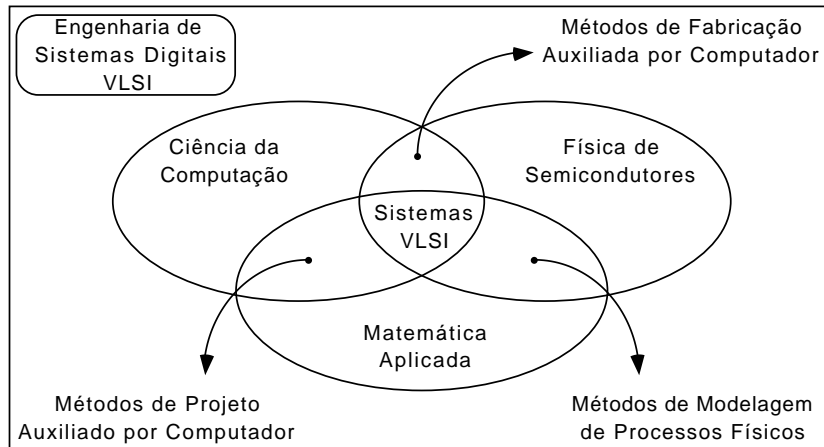 Engenharia de
Sistemas Digitais
VLSI
Métodos de Fabricação
Auxiliada por Computador
Ciência da
Computação
Física de
Semicondutores
Sistemas
VLSI
Matemática
Aplicada
Métodos de Projeto
Auxiliado por Computador
Métodos de Modelagem
de Processos Físicos